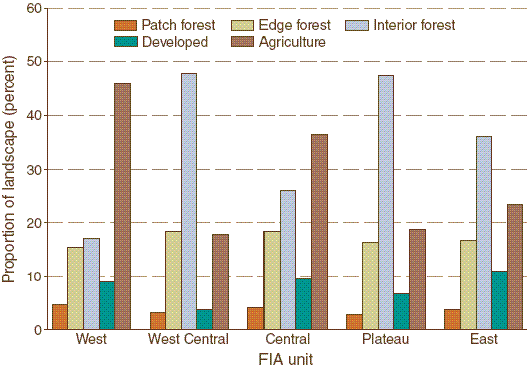 60
50
40
30
20
10
0
Proportion of landscape (percent)
Patch forest Edge forest Interior forest
Developed Agriculture
West West Central Central Plateau East
FIA unit